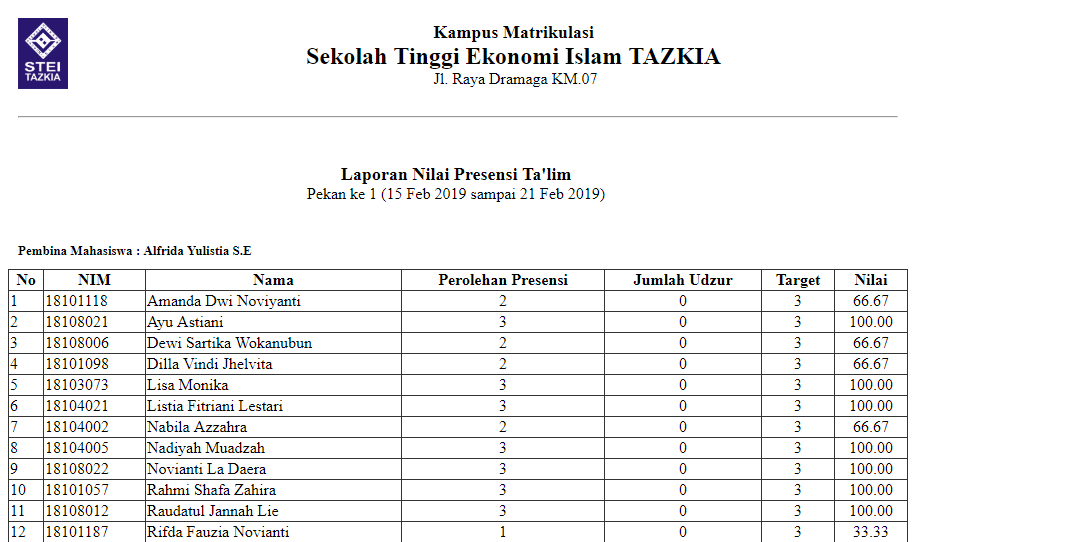 STEI
TAZKIA
Kampus Matrikulasi
Sekolah Tinggi Ekonomi Islam TAZKIA
Jl. Raya Dramaga KM.07
Laporan Nilai Presensi Ta'lim
Pekan ke 1 (15 Feb 2019 sampai 21 Feb 2019)
Pembina Mahasiswa : Alfrida Yulistia S.E
No NIM Nama Perolehan Presensi Jumlah Udzur Target Nilai
1 18101118 Amanda Dwi Noviyanti 2 0 3 66.67
2 18108021 Ayu Astiani 3 0 3 100.00
3 18108006 Dewi Sartika Wokanubun 2 0 3 66.67
4 18101098 Dilla Vindi Jhelvita 2 0 3 66.67
5 18103073 Lisa Monika 3 0 3 100.00
6 18104021 Listia Fitriani Lestari 3 0 3 100.00
7 18104002 Nabila Azzahra 2 0 3 66.67
8 18104005 Nadiyah Muadzah 3 0 3 100.00
9 18108022 Novianti La Daera 3 0 3 100.00
10 18101057 Rahmi Shafa Zahira 3 0 3 100.00
11 18108012 Raudatul Jannah Lie 3 0 3 100.00
12 18101187 Rifda Fauzia Novianti 1 0 3 33.33